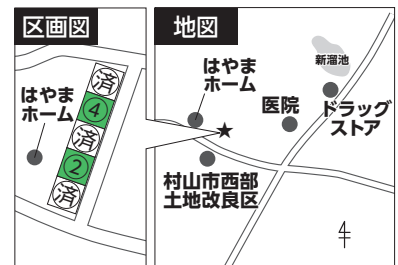 区画図
はやま
ホーム
済
④
済
②
済
地図
新溜池
はやま
ホーム
医院
ドラッグ
ストア
★
村山市西部
土地改良区